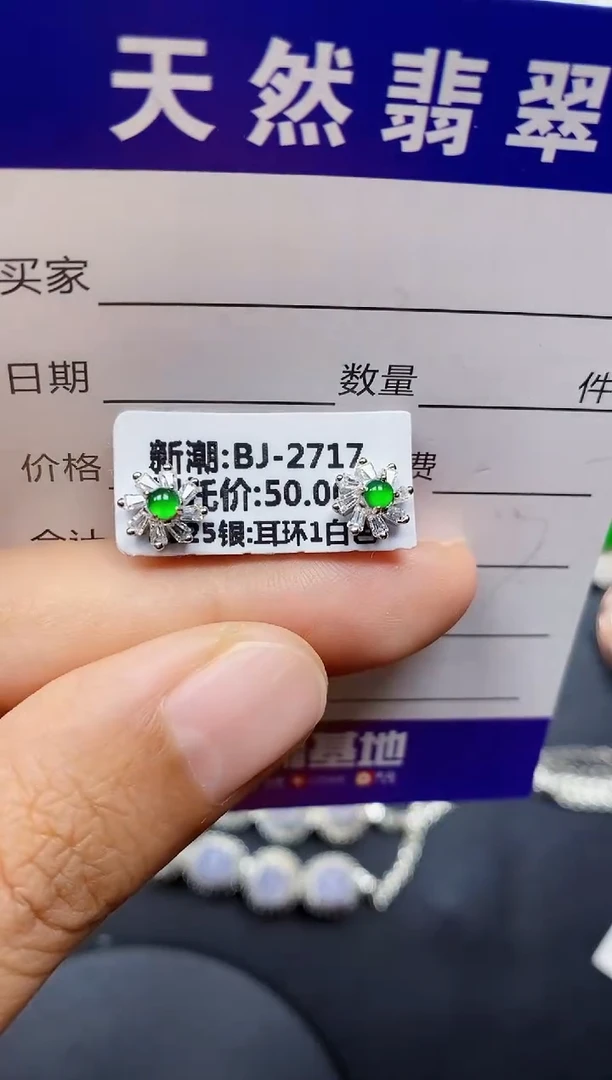 天然翡翠
买家
日期 数量 件
价格 费
新潮:BJ-2717
托价:50.0
25银:耳环1白
基地